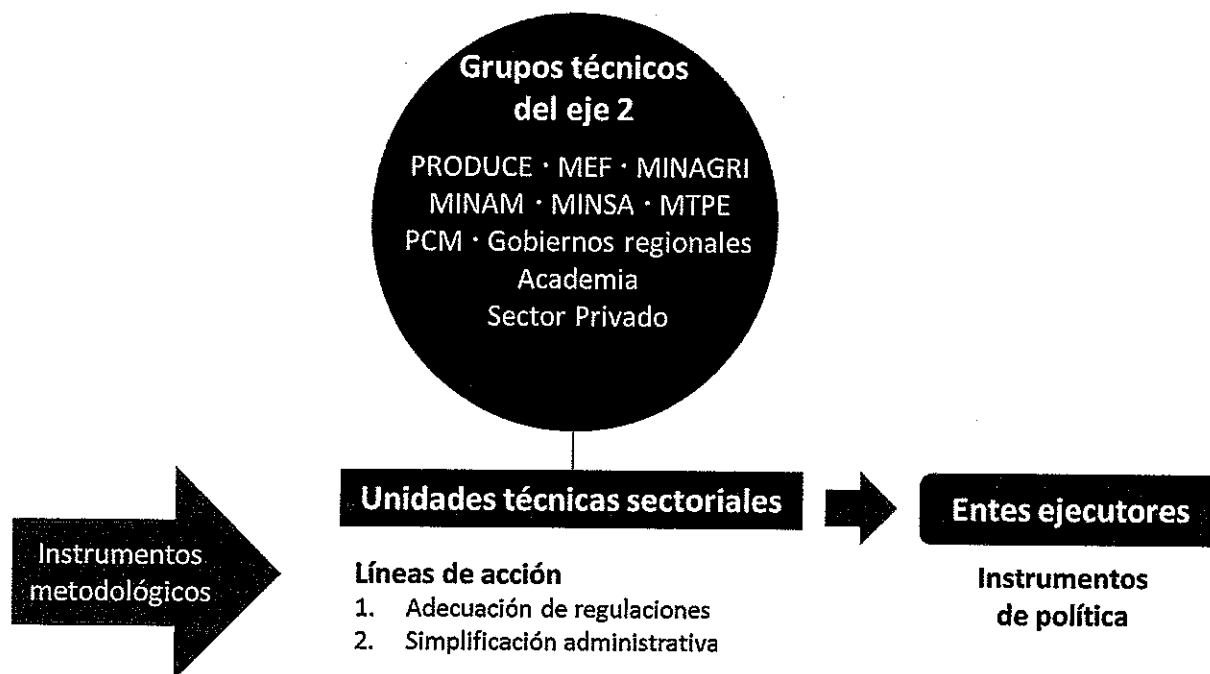 Grupos técnicos
del eje 2
PRODUCE · MEF · MINAGRI
MINAM · MINSA · MTPE
PCM · Gobiernos regionales
Academia
Sector Privado
Instrumentos
metodológicos
Unidades técnicas sectoriales
Líneas de acción
1. Adecuación de regulaciones
2. Simplificación administrativa
Entes ejecutores
Instrumentos
de política